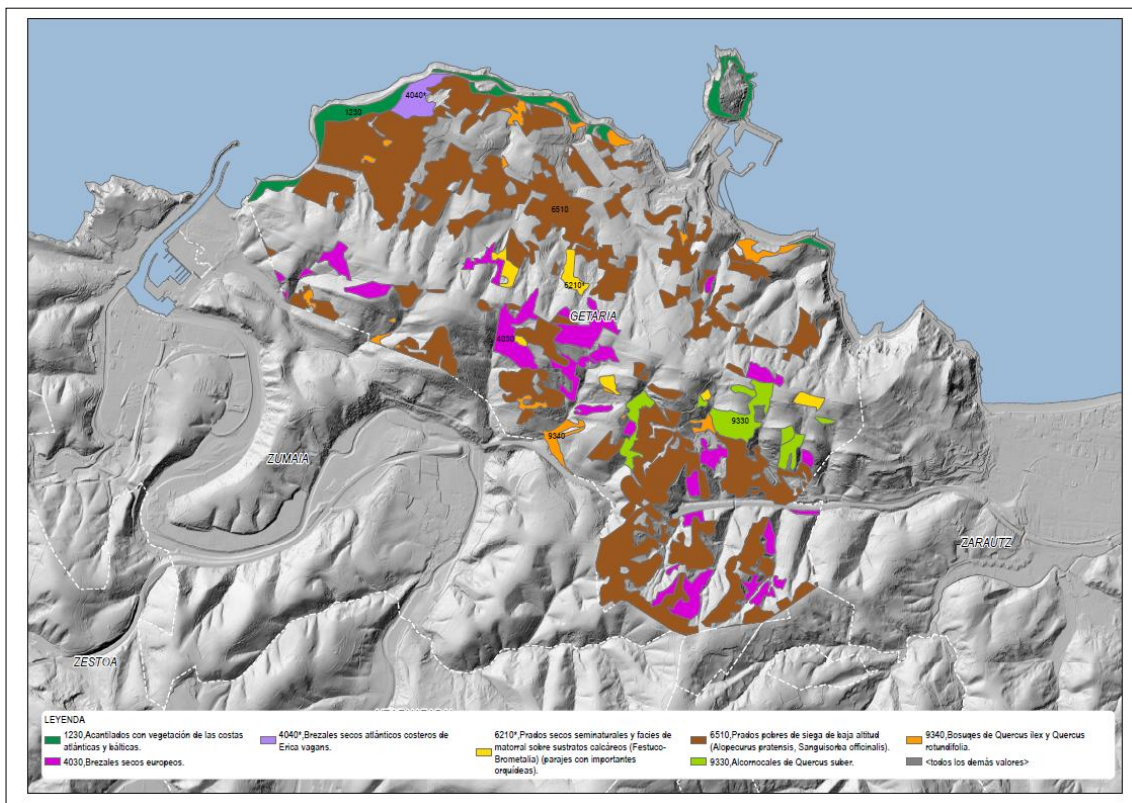 4040*
1230
6510
6210*
GETARIA
4030
9330
9340
ZUMAIA
ZARAUTZ
ZESTOA
LEYENDA
1230,Acantilados con vegetación de las costas
atlánticas y bálticas.
4030,Brezales secos europeos.
4040*,Brezales secos atlánticos costeros de
Erica vagans.
6210*,Prados secos seminaturales y facies de
matorral sobre sustratos calcáreos (Festuco-
Brometalia) (parajes con importantes
orquídeas).
6510,Prados pobres de siega de baja altitud
(Alopecurus pratensis, Sanguisorba officinalis).
9330,Alcornocales de Quercus suber.
9340,Bosuqes de Quercus ilex y Quercus
rotundifolia.
<todos los demás valores>